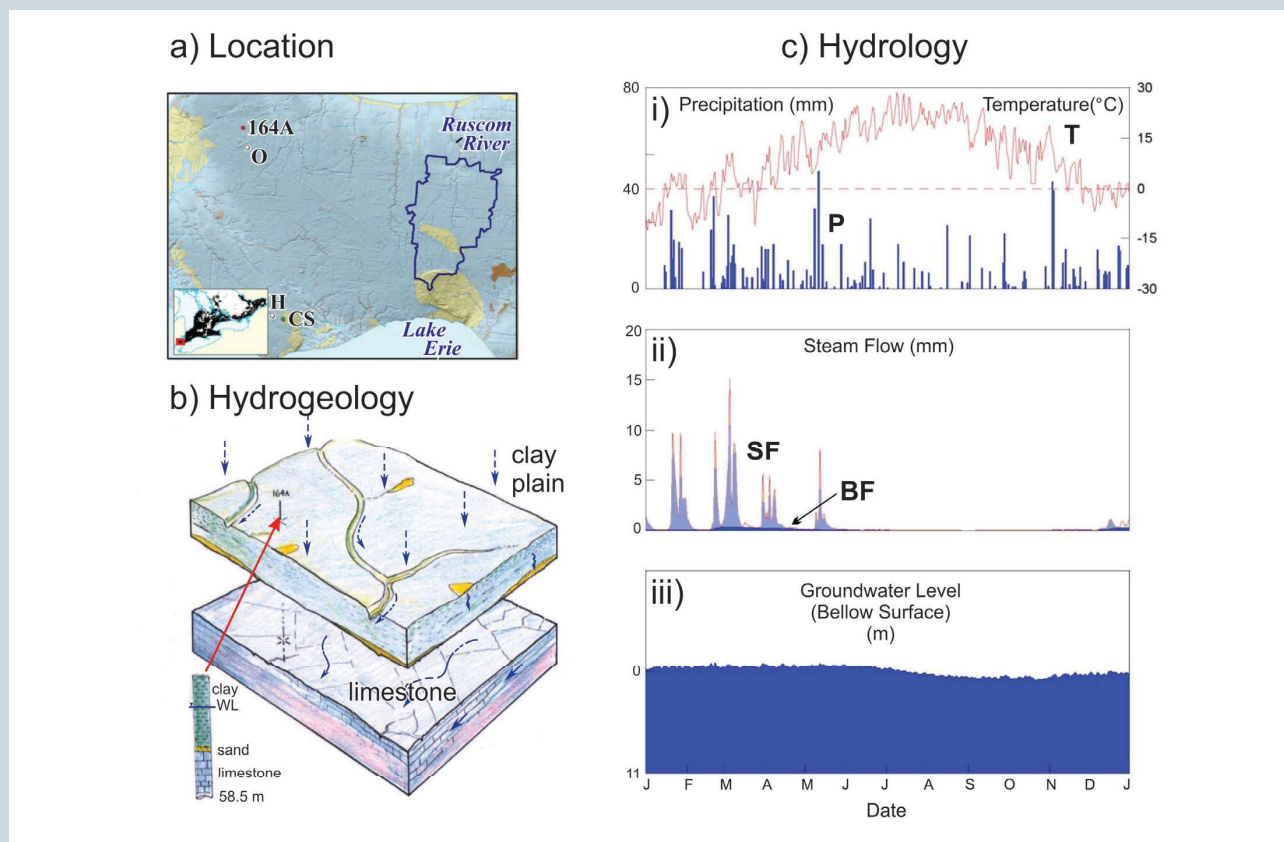 a) Location
164A
O
Ruscom
River
H
CS
Lake
Erie
b) Hydrogeology
clay
plain
164A
limestone
clay
WL
sand
limestone
58.5 m
c) Hydrology
i)
Precipitation (mm)
Temperature(°C)
80
40
0
30
15
0
-15
-30
T
P
ii)
Steam Flow (mm)
20
15
10
5
0
SF
BF
iii)
Groundwater Level
(Bellow Surface)
(m)
0
11
J F M A M J J A S O N D J
Date